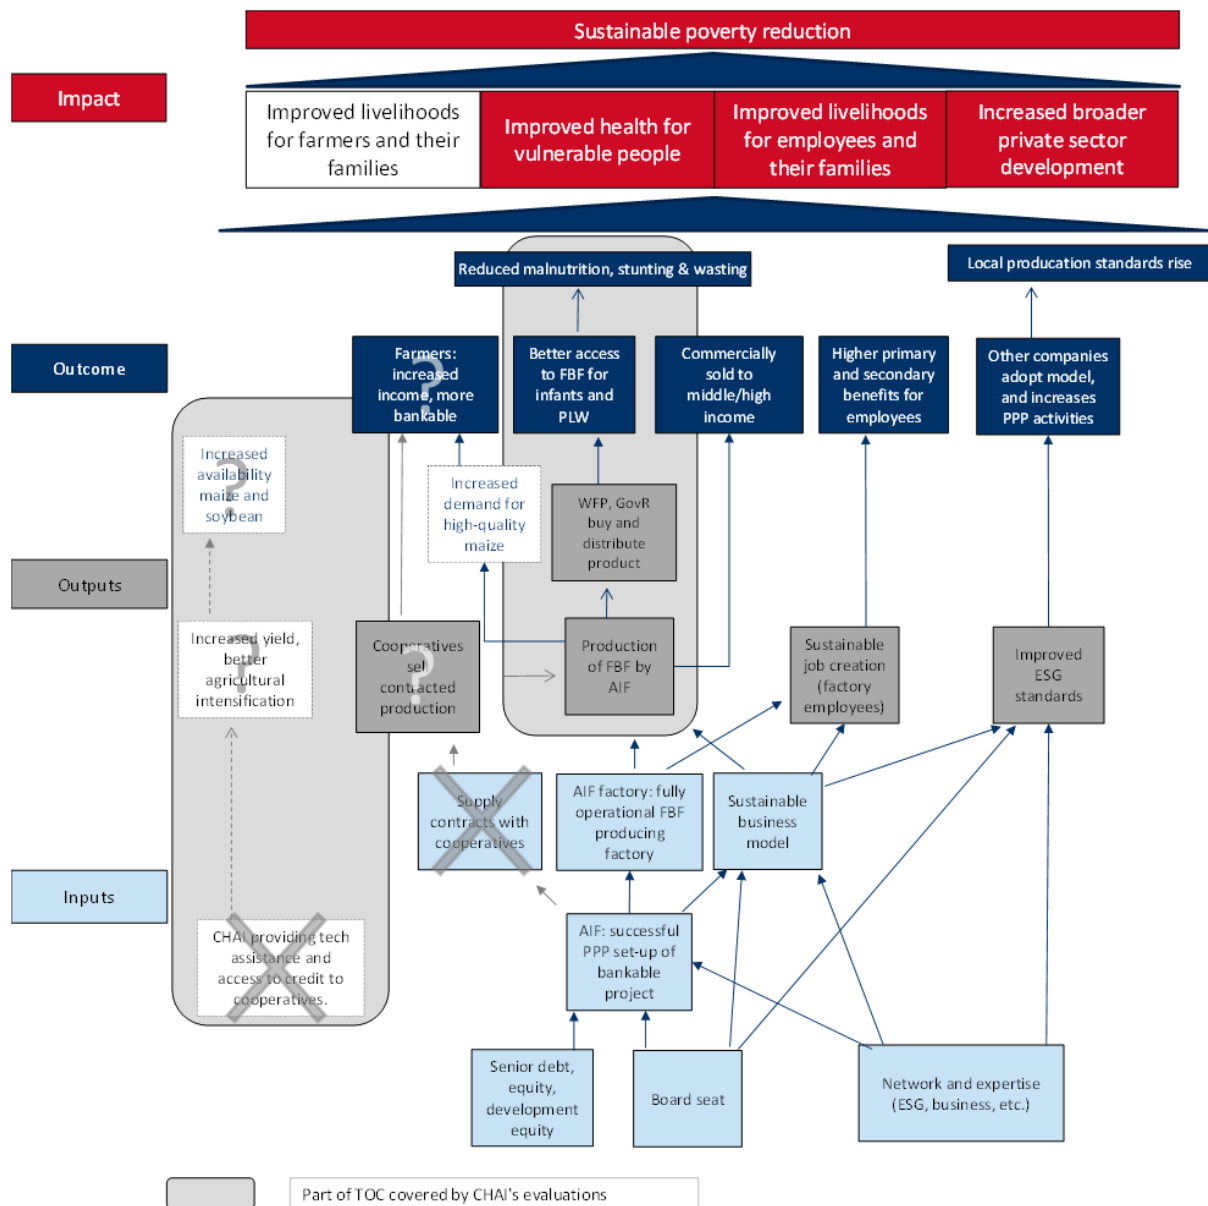 Sustainable poverty reduction
Impact
Improved livelihoods
for farmers and their
families
Improved health for
vulnerable people
Improved livelihoods
for employees and
their families
Increased broader
private sector
development
Reduced malnutrition, stunting & wasting
Local producation standards rise
Outcome
Farmers:
increased
income, more
bankable
?
Better access
to FBF for
infants and
PLW
Commercially
sold to
middle/high
income
Higher primary
and secondary
benefits for
employees
Other companies
adopt model,
and increases
PPP activities
Increased
availability
maize and
soybean
?
Increased
demand for
high-quality
maize
WFP, GovR
buy and
distribute
product
Outputs
Increased yield,
better
agricultural
intensification
?
Cooperatives
sell
contracted
production
?
Production
of FBF by
AIF
Sustainable
job creation
(factory
employees)
Improved
ESG
standards
Supply
contracts with
cooperatives
AIF factory: fully
operational FBF
producing
factory
Sustainable
business
model
Inputs
CHAI providing tech
assistance and
access to credit to
cooperatives.
AIF: successful
PPP set-up of
bankable
project
Senior debt,
equity,
development
equity
Board seat
Network and expertise
(ESG, business, etc.)
Part of TOC covered by CHAI's evaluations